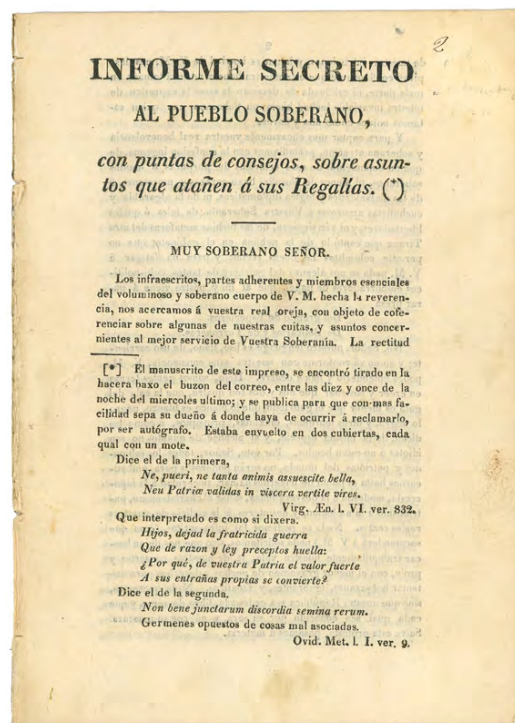 2
INFORME SECRETO
AL PUEBLO SOBERANO,
con puntas de consejos, sobre asun-
tos que atañen á sus Regalías. (*)
MUY SOBERANO SEÑOR.
Los infraescritos, partes adherentes y miembros esenciales
del voluminoso y soberano cuerpo de V. M. hecha la reveren-
cia, nos acercamos á vuestra real oreja, con objeto de cofe-
renciar sobre algunas de nuestras cuitas, y asuntos concer-
nientes al mejor servicio de Vuestra Soberanía. La rectitud
[*] El manuscrito de este impreso, se encontró tirado en la
hacera baxo el buzon del correo, entre las diez y once de la
noche del miercoles ultimo; y se publica para que con mas fa-
cilidad sepa su dueño á donde haya de ocurrir á reclamarlo,
por ser autógrafo. Estaba envuelto en dos cubiertas, cada
qual con un mote.
Dice el de la primera,
Ne, pueri, ne tanta animis assuescite bella,
Neu Patriæ validas in viscera vertite vires.
Virg. Æn. l. VI. ver. 832.
Que interpretado es como si dixera.
Hijos, dejad la fratricida guerra
Que de razon y ley preceptos huella:
¿Por qué, de vuestra Patria el valor fuerte
A sus entrañas propias se convierte?
Dice el de la segunda.
Non bene junctarum discordia semina rerum.
Germenes opuestos de cosas mal asociadas.
Ovid. Met. l. I. ver. 9.